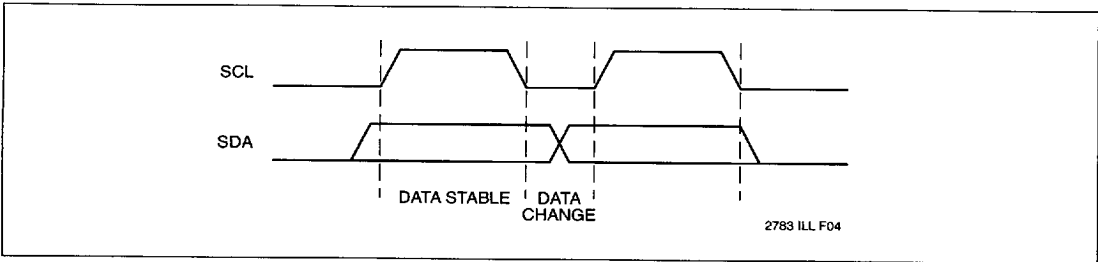 SCL
SDA
DATA STABLE
DATA
CHANGE
2783 ILL F04